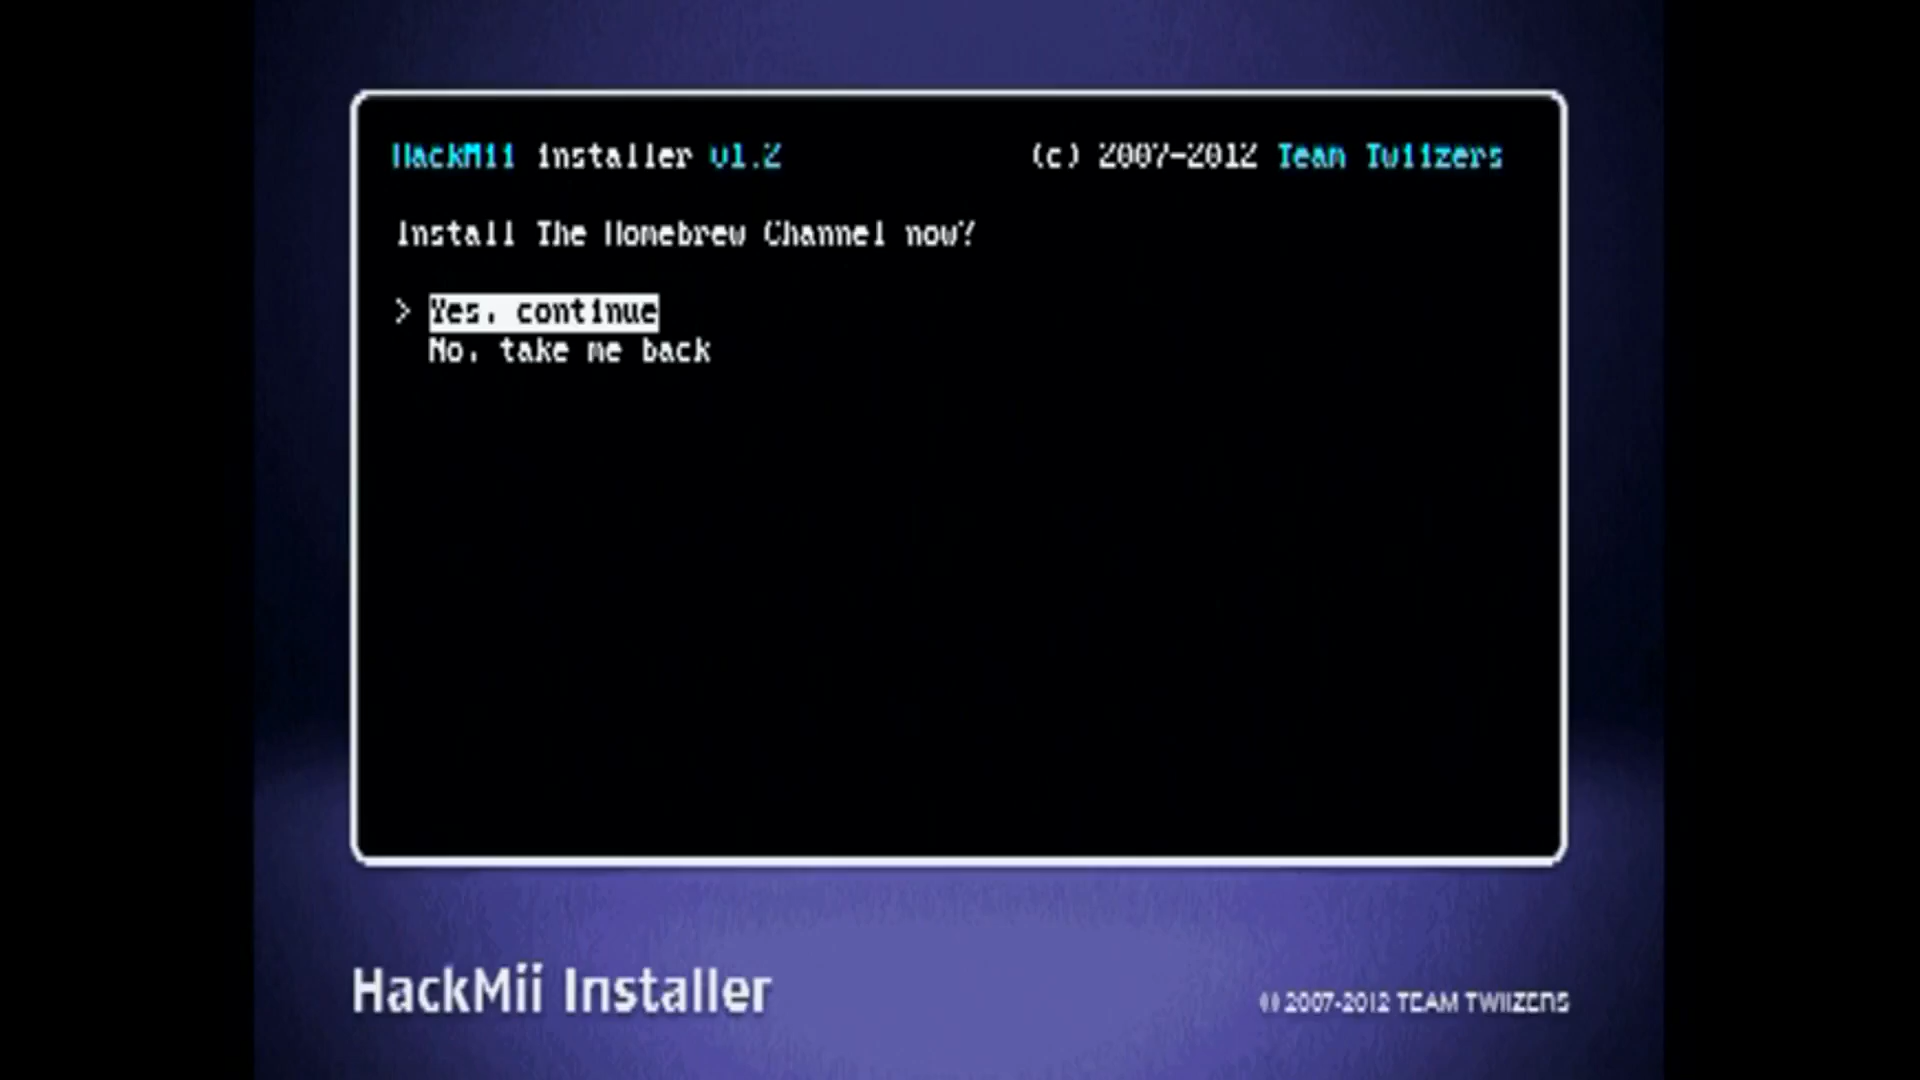 HackMii installer v1.2 (c) 2007-2012 Team Twiizers
Install The Homebrew Channel now?
> Yes, continue
No, take me back
HackMii Installer
(c) 2007-2012 TEAM TWIIZERS